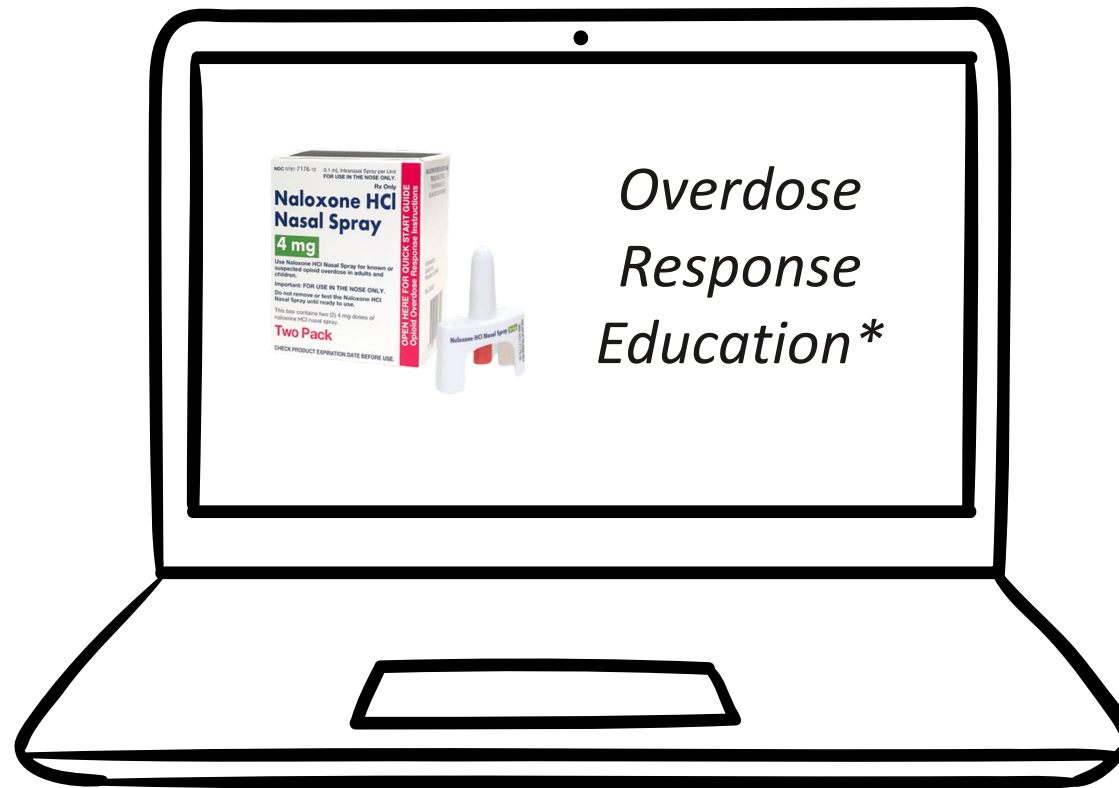 NDC 0781-7176-12 0.1 mL Intranasal Spray per Unit
FOR USE IN THE NOSE ONLY.
Rx Only
Naloxone HCl
Nasal Spray
4 mg
Use Naloxone HCl Nasal Spray for known or
suspected opioid overdose in adults and
children.
Important: FOR USE IN THE NOSE ONLY.
Do not remove or test the Naloxone HCl
Nasal Spray until ready to use.
This box contains two (2) 4 mg doses of
naloxone HCl nasal spray.
Two Pack
CHECK PRODUCT EXPIRATION DATE BEFORE USE.
OPEN HERE FOR QUICK START GUIDE
Opioid Overdose Response Instructions
Naloxone HCl Nasal Spray 4 mg
Overdose
Response
Education*